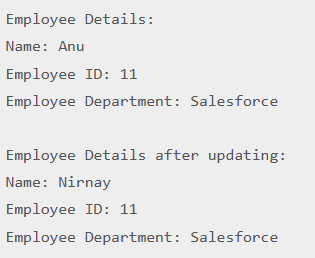 Employee Details:
Name: Anu
Employee ID: 11
Employee Department: Salesforce
Employee Details after updating:
Name: Nirnay
Employee ID: 11
Employee Department: Salesforce